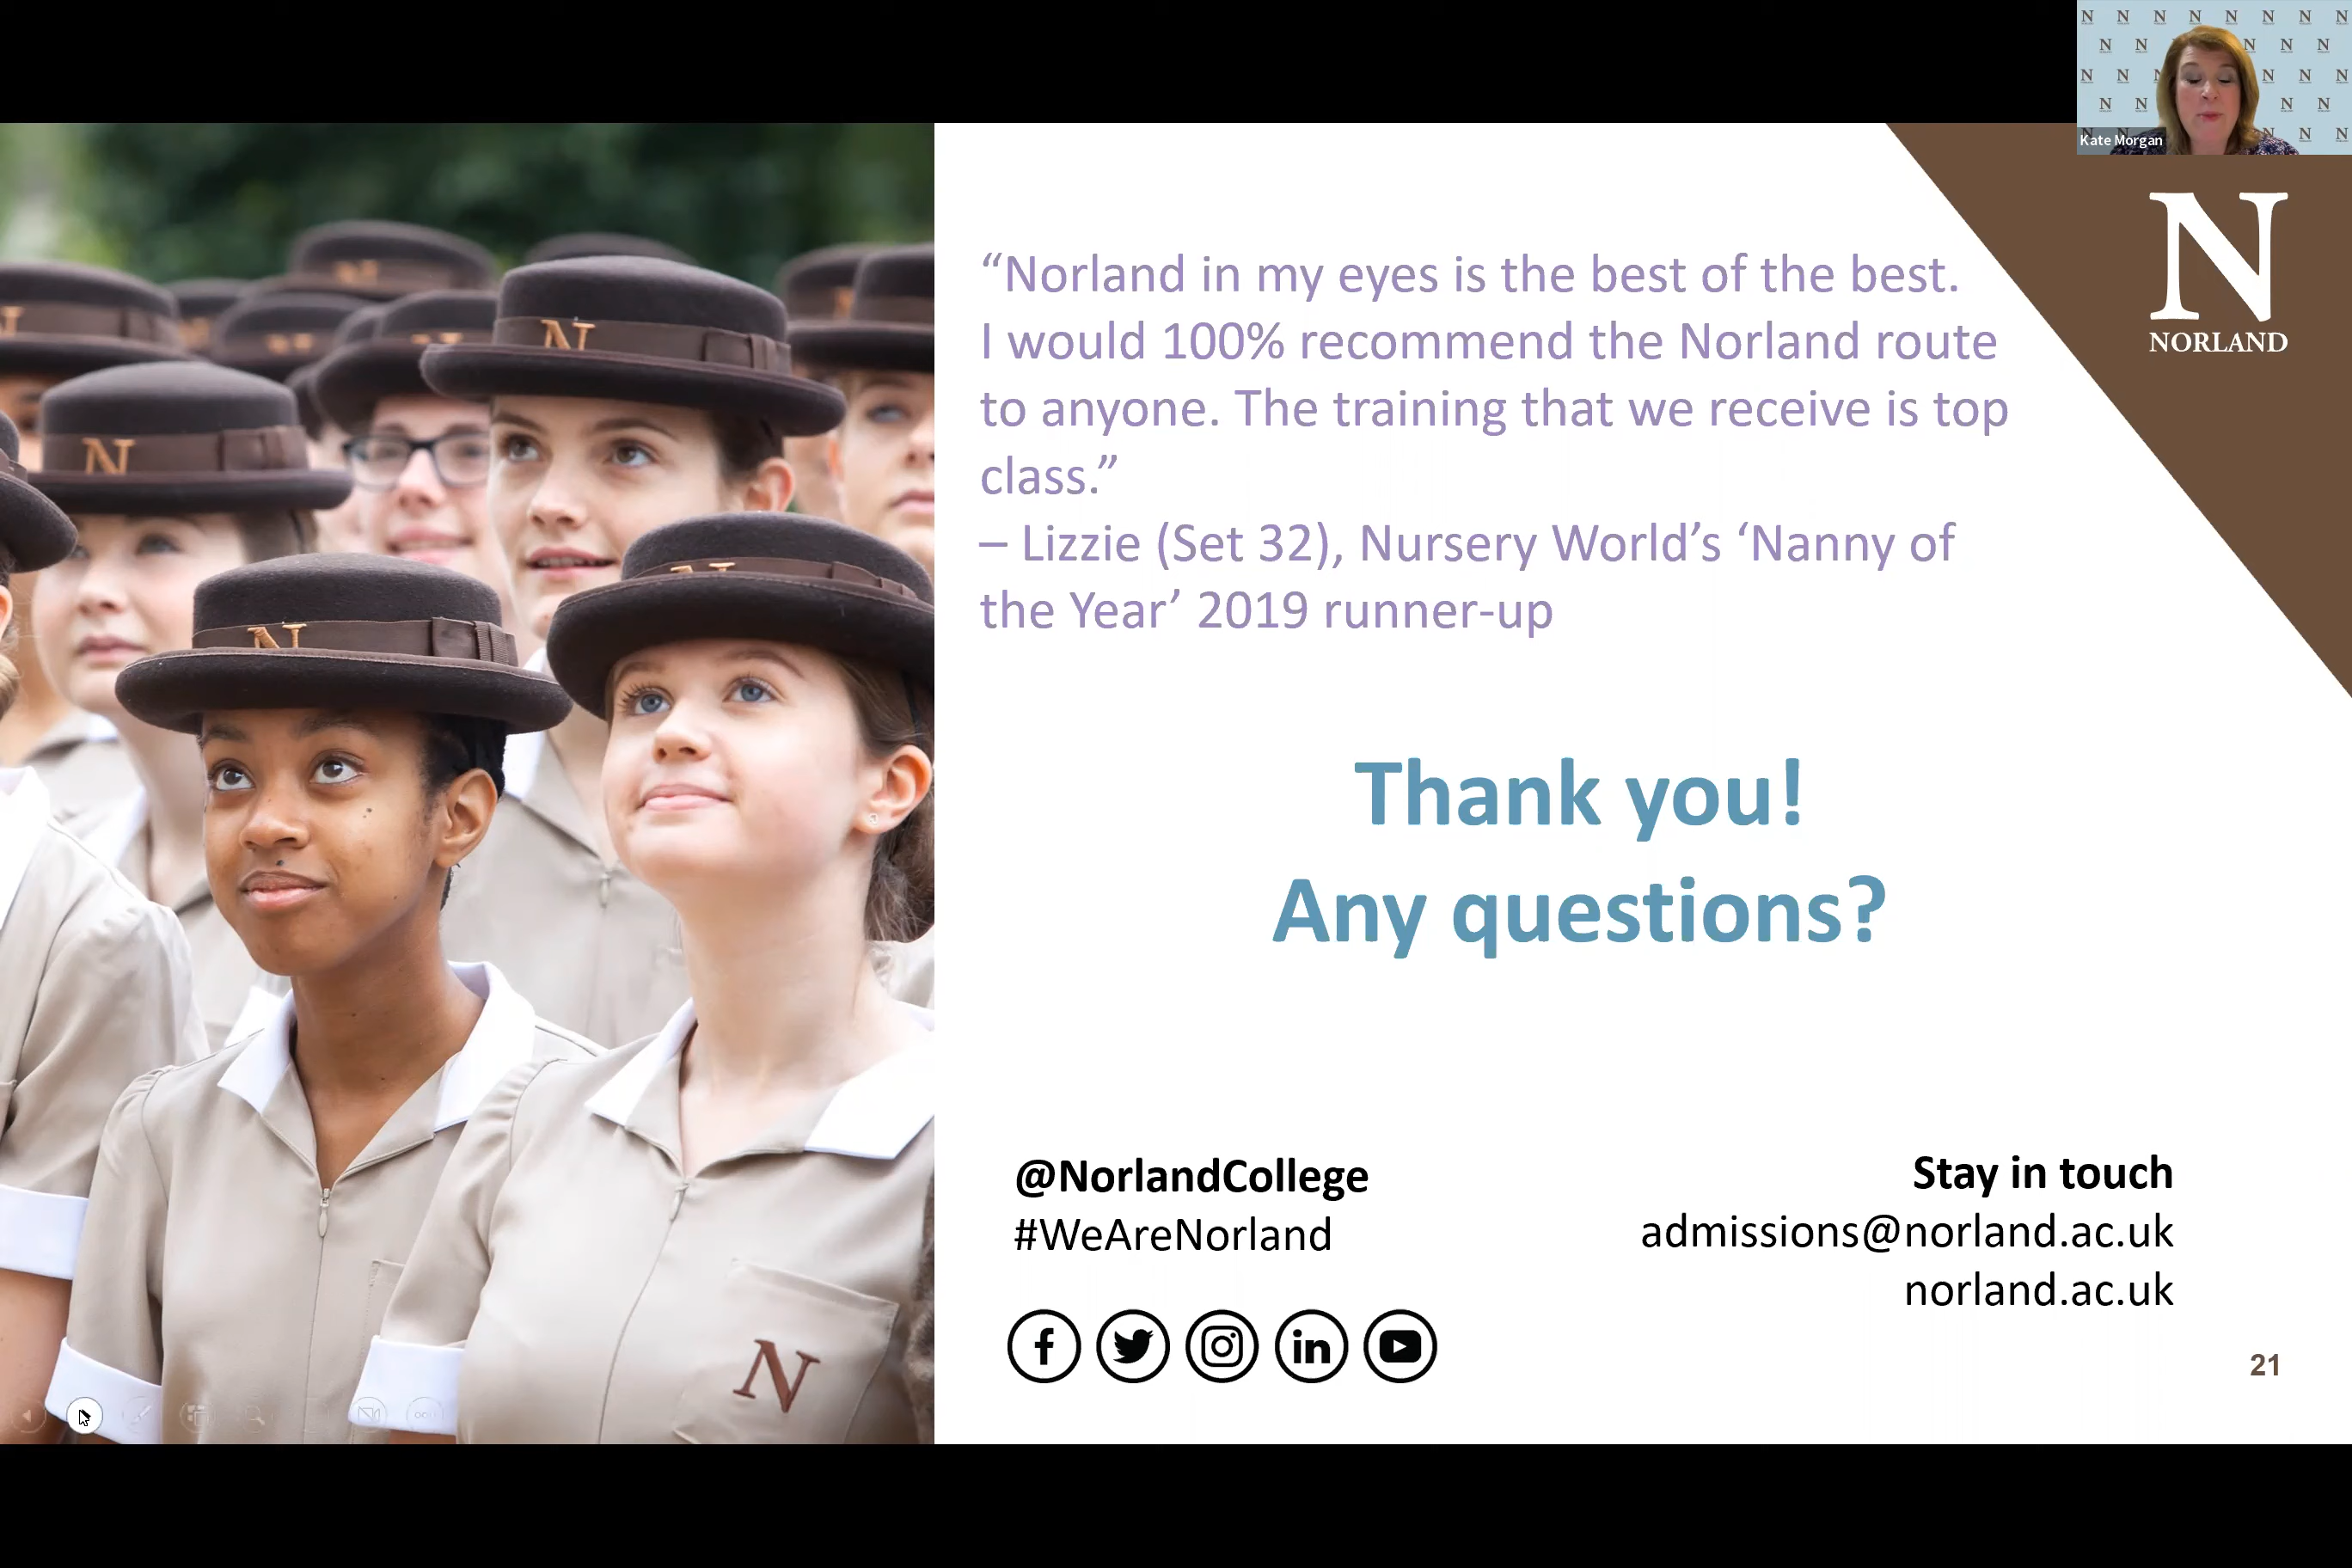 Kate Morgan
N
NORLAND
“Norland in my eyes is the best of the best.
I would 100% recommend the Norland route
to anyone. The training that we receive is top
class.”
– Lizzie (Set 32), Nursery World’s ‘Nanny of
the Year’ 2019 runner-up
Thank you!
Any questions?
@NorlandCollege
#WeAreNorland
Stay in touch
admissions@norland.ac.uk
norland.ac.uk
21
N
N
N
N
N